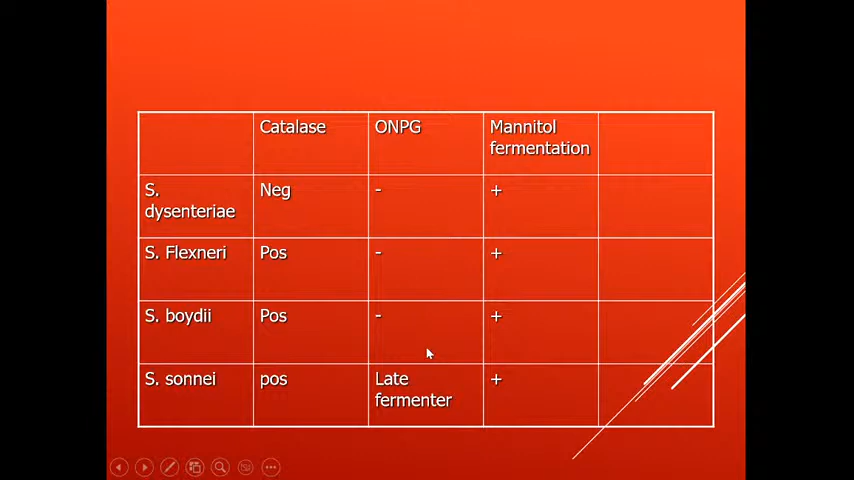 Catalase ONPG Mannitol
fermentation
S. Neg - +
dysenteriae
S. Flexneri Pos - +
S. boydii Pos - +
S. sonnei pos Late +
fermenter